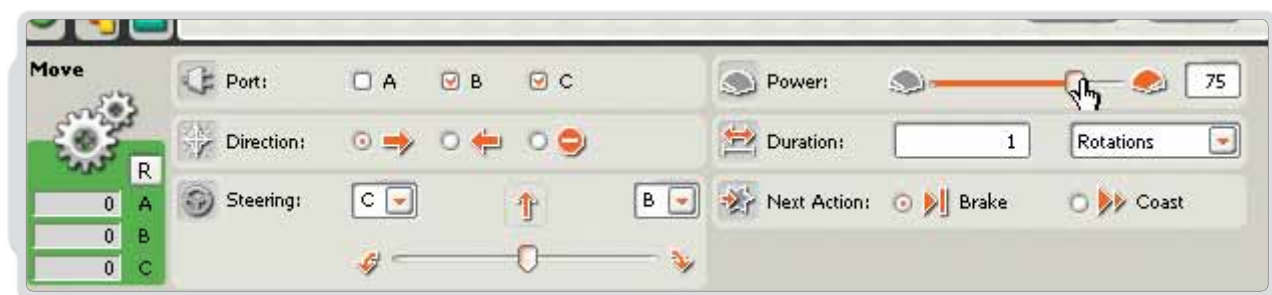 Move
Port: A B C
Power: 75
Direction:
Duration: 1 Rotations
R
0 A
Steering: C B
Next Action: Brake Coast
0 B
0 C